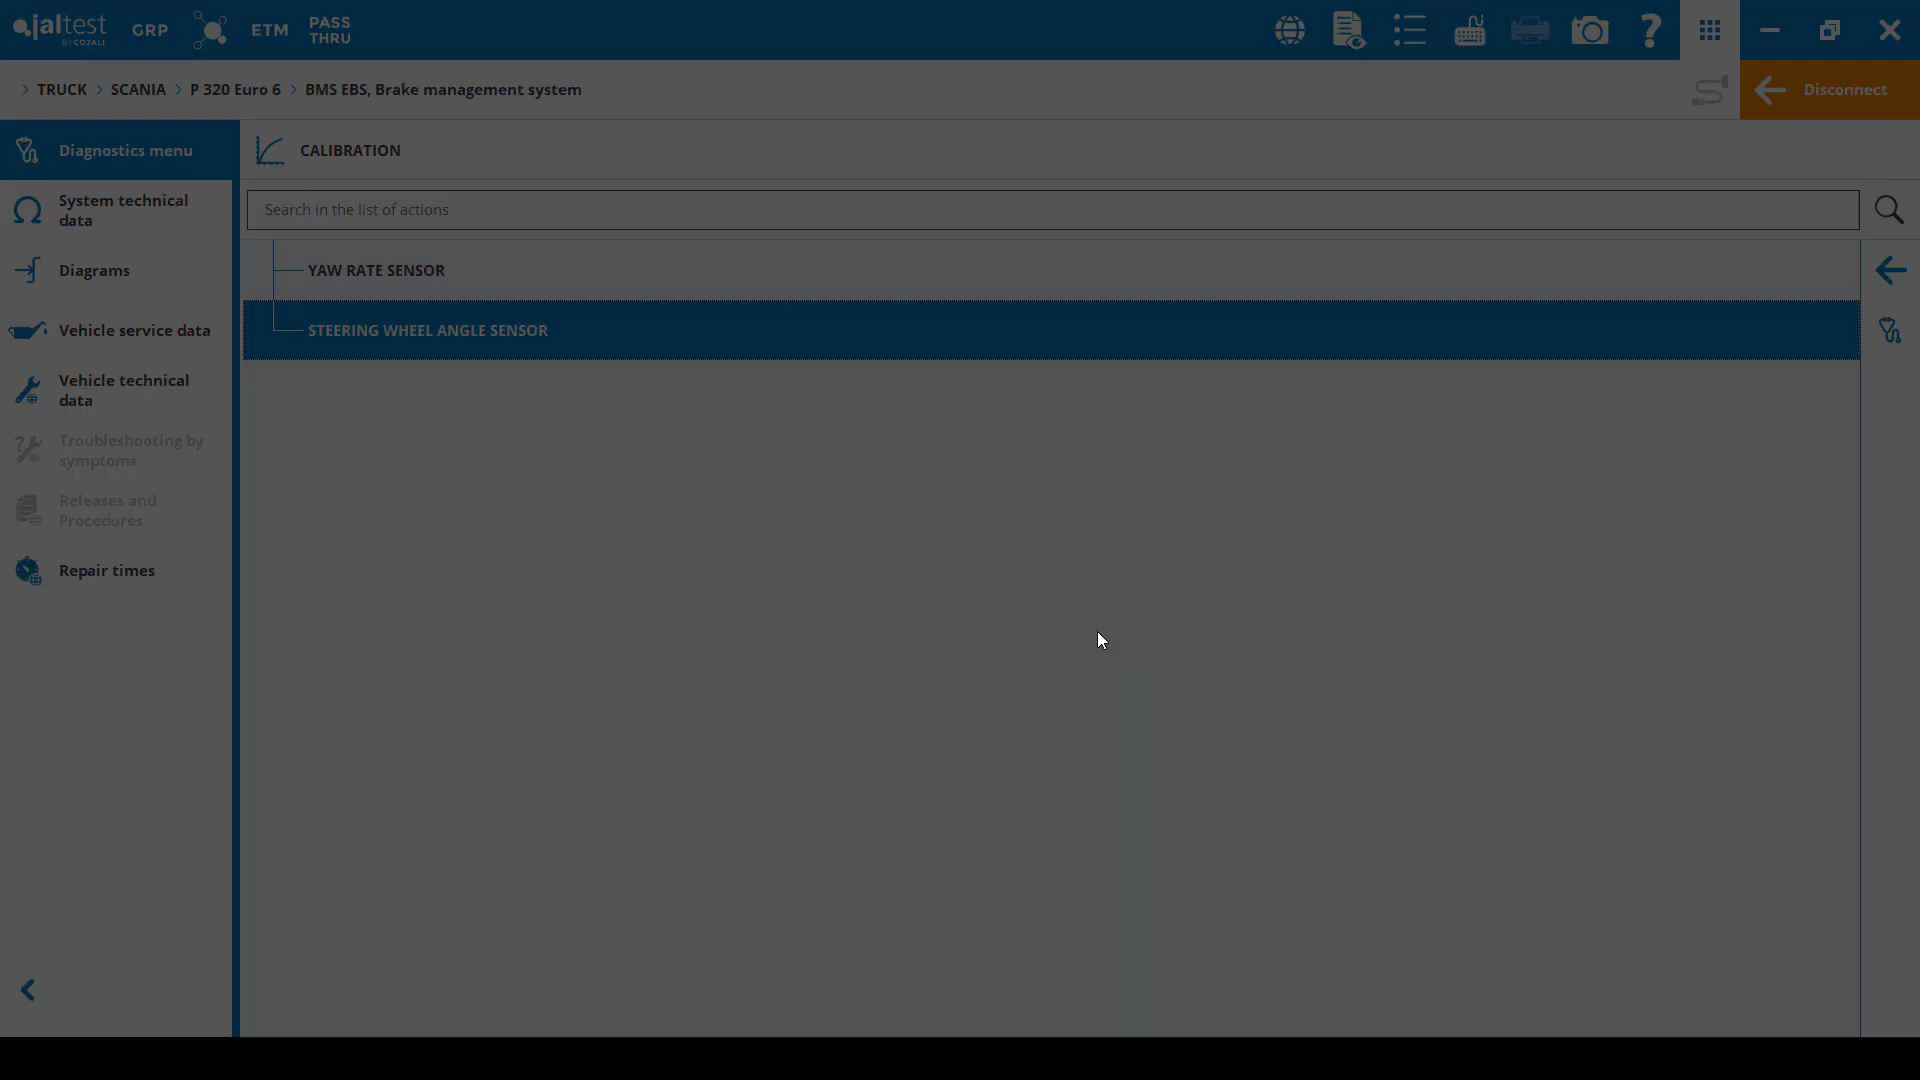 jaltest
BY COJALI
GRP
ETM
PASS
THRU
?
> TRUCK > SCANIA > P 320 Euro 6 > BMS EBS, Brake management system
Disconnect
Diagnostics menu
CALIBRATION
System technical
data
Search in the list of actions
Diagrams
YAW RATE SENSOR
Vehicle service data
STEERING WHEEL ANGLE SENSOR
Vehicle technical
data
Troubleshooting by
symptoms
Releases and
Procedures
Repair times